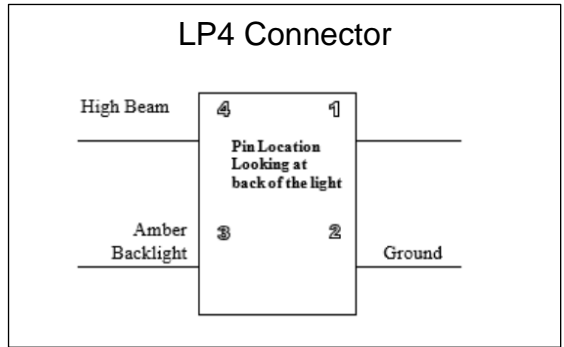 LP4 Connector
High Beam
4
1
Pin Location
Looking at
back of the light
Amber
Backlight
3
2
Ground